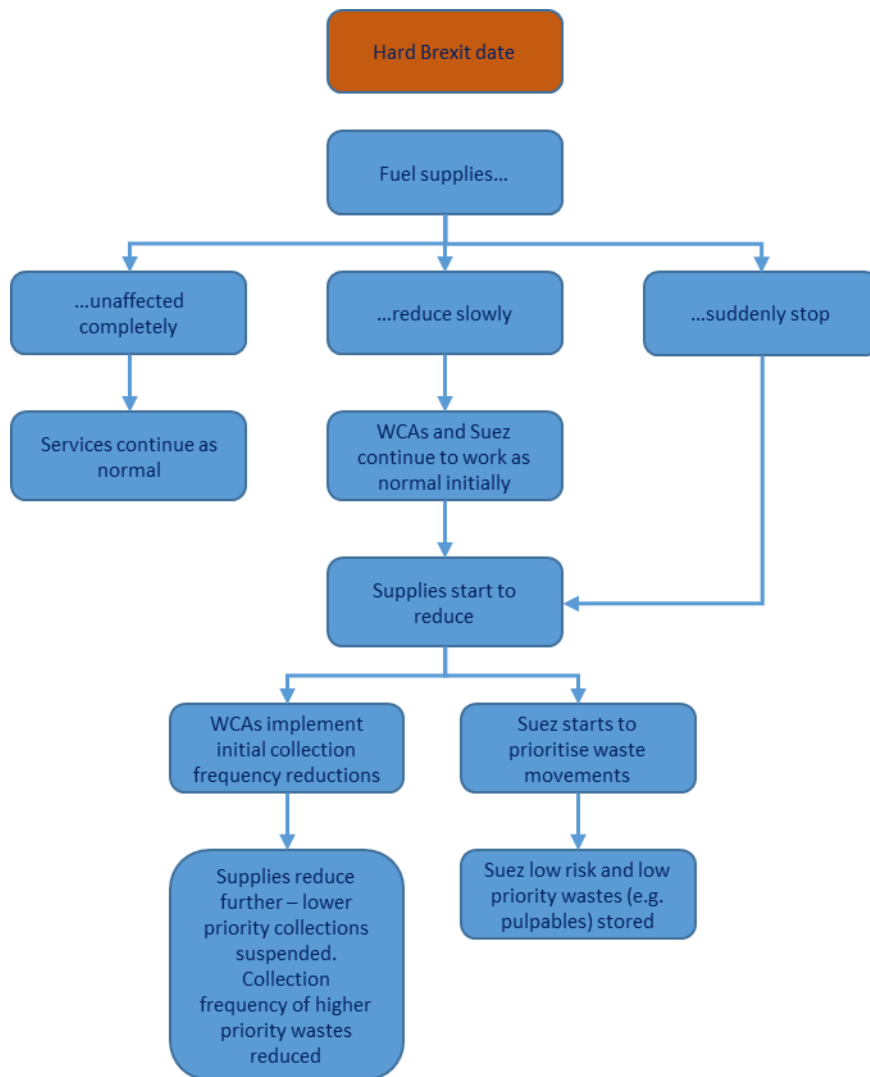 Hard Brexit date
Fuel supplies...
...unaffected
completely
...reduce slowly
...suddenly stop
Services continue as
normal
WCAs and Suez
continue to work as
normal initially
Supplies start to
reduce
WCAs implement
initial collection
frequency reductions
Suez starts to
prioritise waste
movements
Supplies reduce
further – lower
priority collections
suspended.
Collection
frequency of higher
priority wastes
reduced
Suez low risk and low
priority wastes (e.g.
pulpables) stored